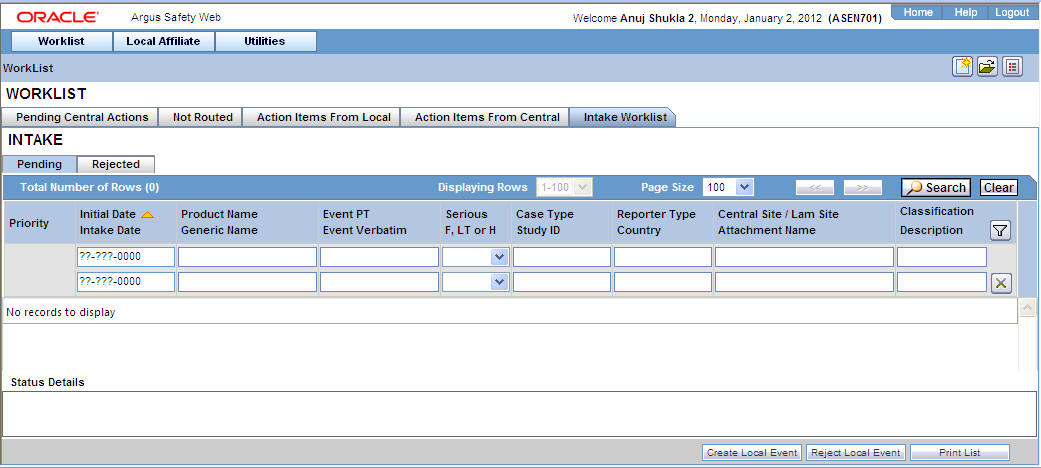 ORACLE® Argus Safety Web Welcome Anuj Shukla 2, Monday, January 2, 2012 (ASEN701) Home Help Logout
Worklist Local Affiliate Utilities
WorkList
WORKLIST
Pending Central Actions Not Routed Action Items From Local Action Items From Central Intake Worklist
INTAKE
Pending Rejected
Total Number of Rows (0) Displaying Rows 1-100 Page Size 100 << >> Search Clear
Priority Initial Date Product Name Event PT Serious Case Type Reporter Type Central Site / Lam Site Classification
Intake Date Generic Name Event Verbatim F, LT or H Study ID Country Attachment Name Description
??-???-0000
??-???-0000
No records to display
Status Details
Create Local Event Reject Local Event Print List